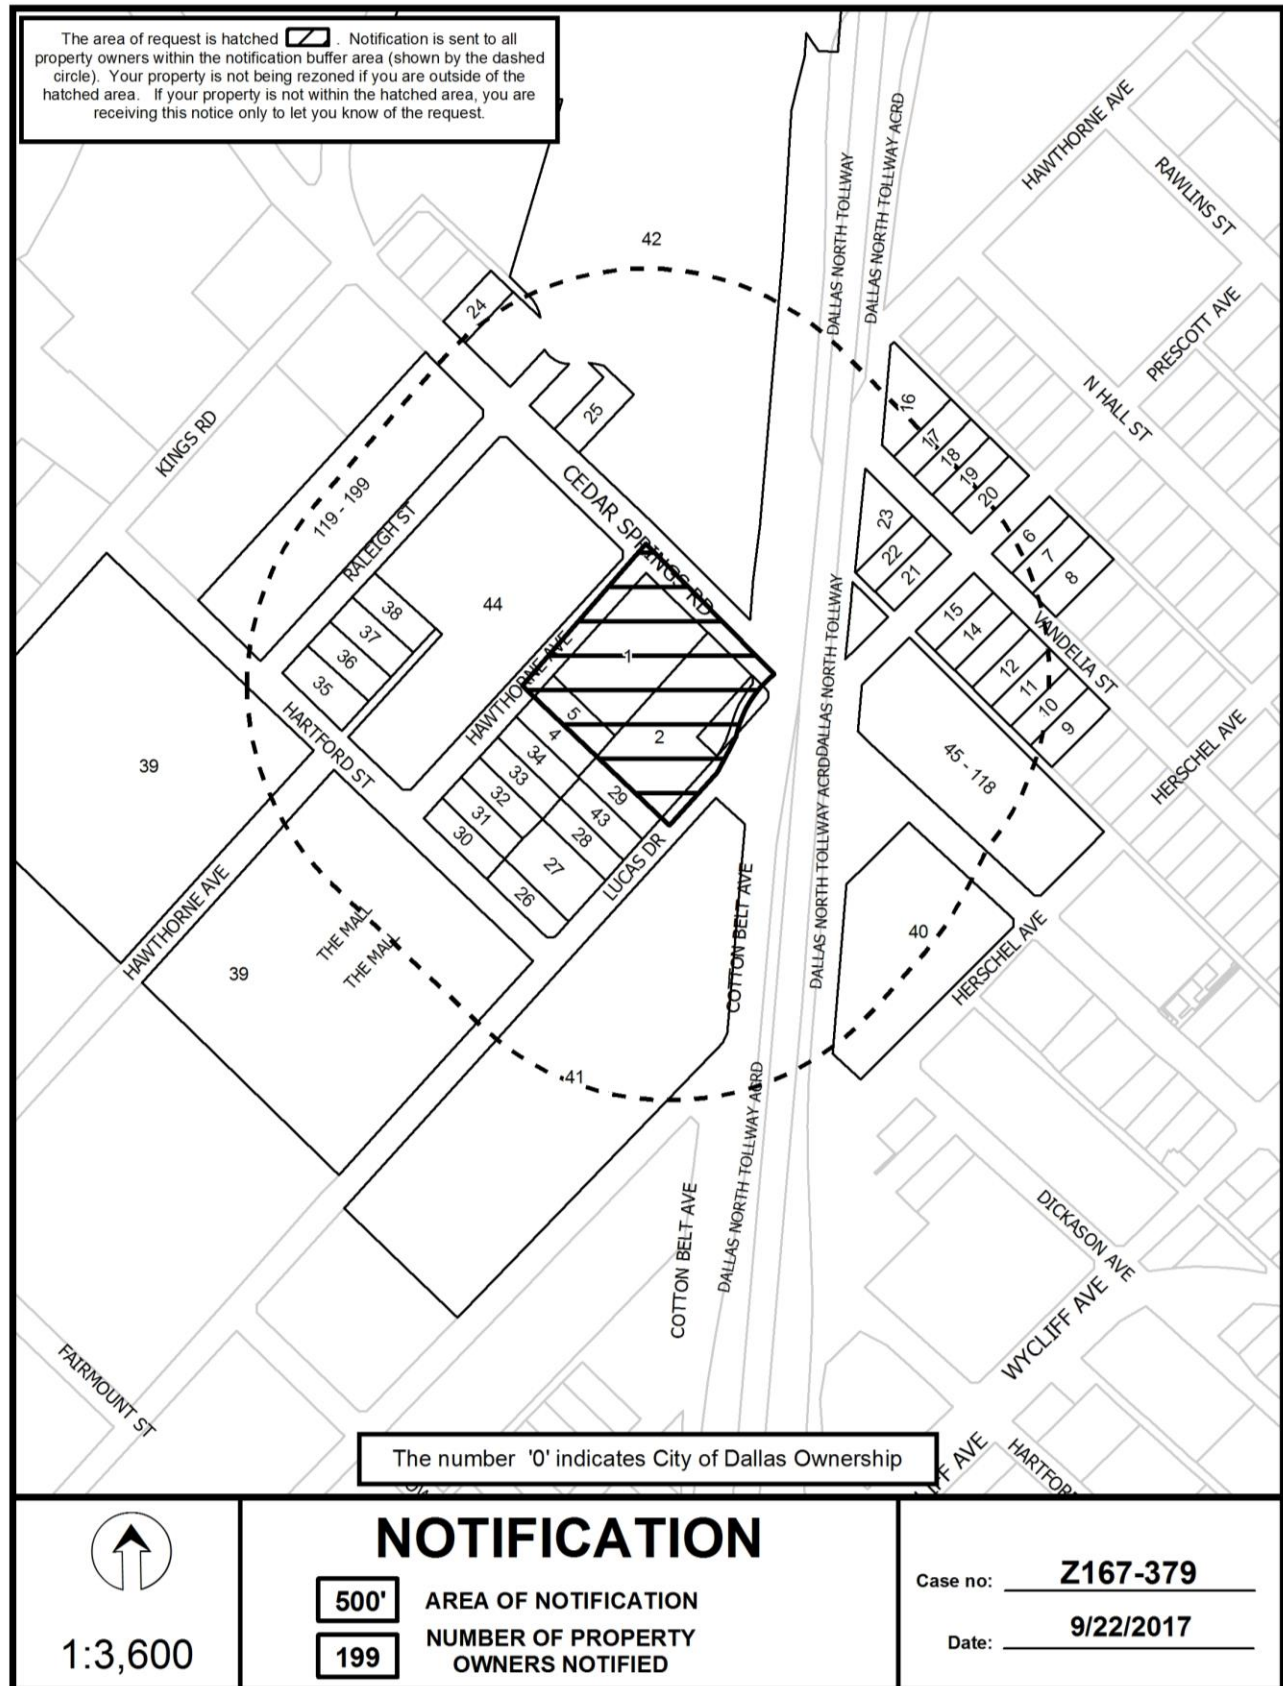 The area of request is hatched . Notification is sent to all
property owners within the notification buffer area (shown by the dashed
circle). Your property is not being rezoned if you are outside of the
hatched area. If your property is not within the hatched area, you are
receiving this notice only to let you know of the request.
HAWTHORNE AVE
RAWLINS ST
DALLAS NORTH TOLLWAY
DALLAS NORTH TOLLWAY ACRD
42
24
PRESCOTT AVE
N HALL ST
25
16
17
18
19
20
KINGS RD
CEDAR SPRINGS RD
119 - 199
RALEIGH ST
23
22
21
6
7
8
44
38
37
36
35
1
HAWTHORNE AVE
15
14
12
11
10
9
VANDELIA ST
DALLAS NORTH TOLLWAY
HARTFORD ST
5
4
2
34
33
32
31
30
29
43
28
27
26
LUCAS DR
39
45 - 118
HERSCHEL AVE
DALLAS NORTH TOLLWAY ACRD
COTTON BELT AVE
HAWTHORNE AVE
THE MALL
THE MALL
39
40
HERSCHEL AVE
41
DALLAS NORTH TOLLWAY ACRD
COTTON BELT AVE
DICKASON AVE
WYCLIFF AVE
FAIRMOUNT ST
The number '0' indicates City of Dallas Ownership
FF AVE
HARTFOR
1:3,600
NOTIFICATION
500' AREA OF NOTIFICATION
199 NUMBER OF PROPERTY
OWNERS NOTIFIED
Case no: Z167-379
Date: 9/22/2017